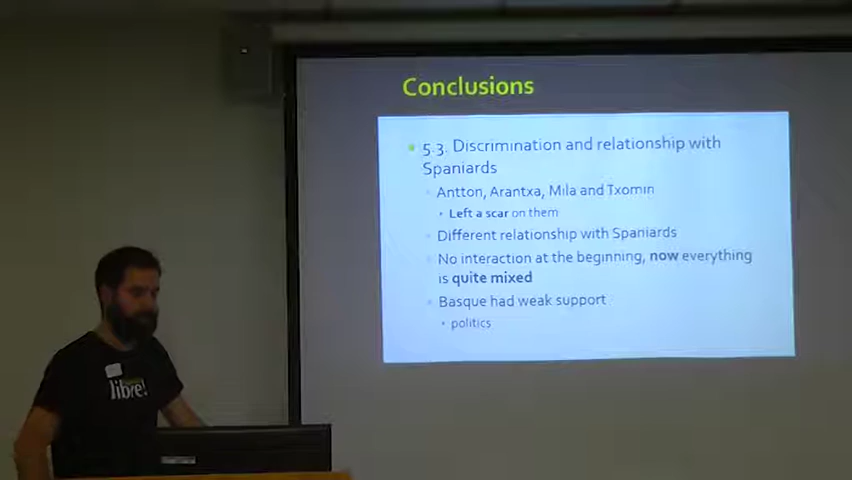 Conclusions
5.3. Discrimination and relationship with
Spaniards
Antton, Arantxa, Mila and Txomin
Left a scar on them
Different relationship with Spaniards
No interaction at the beginning, now everything
is quite mixed
Basque had weak support
politics
libre!